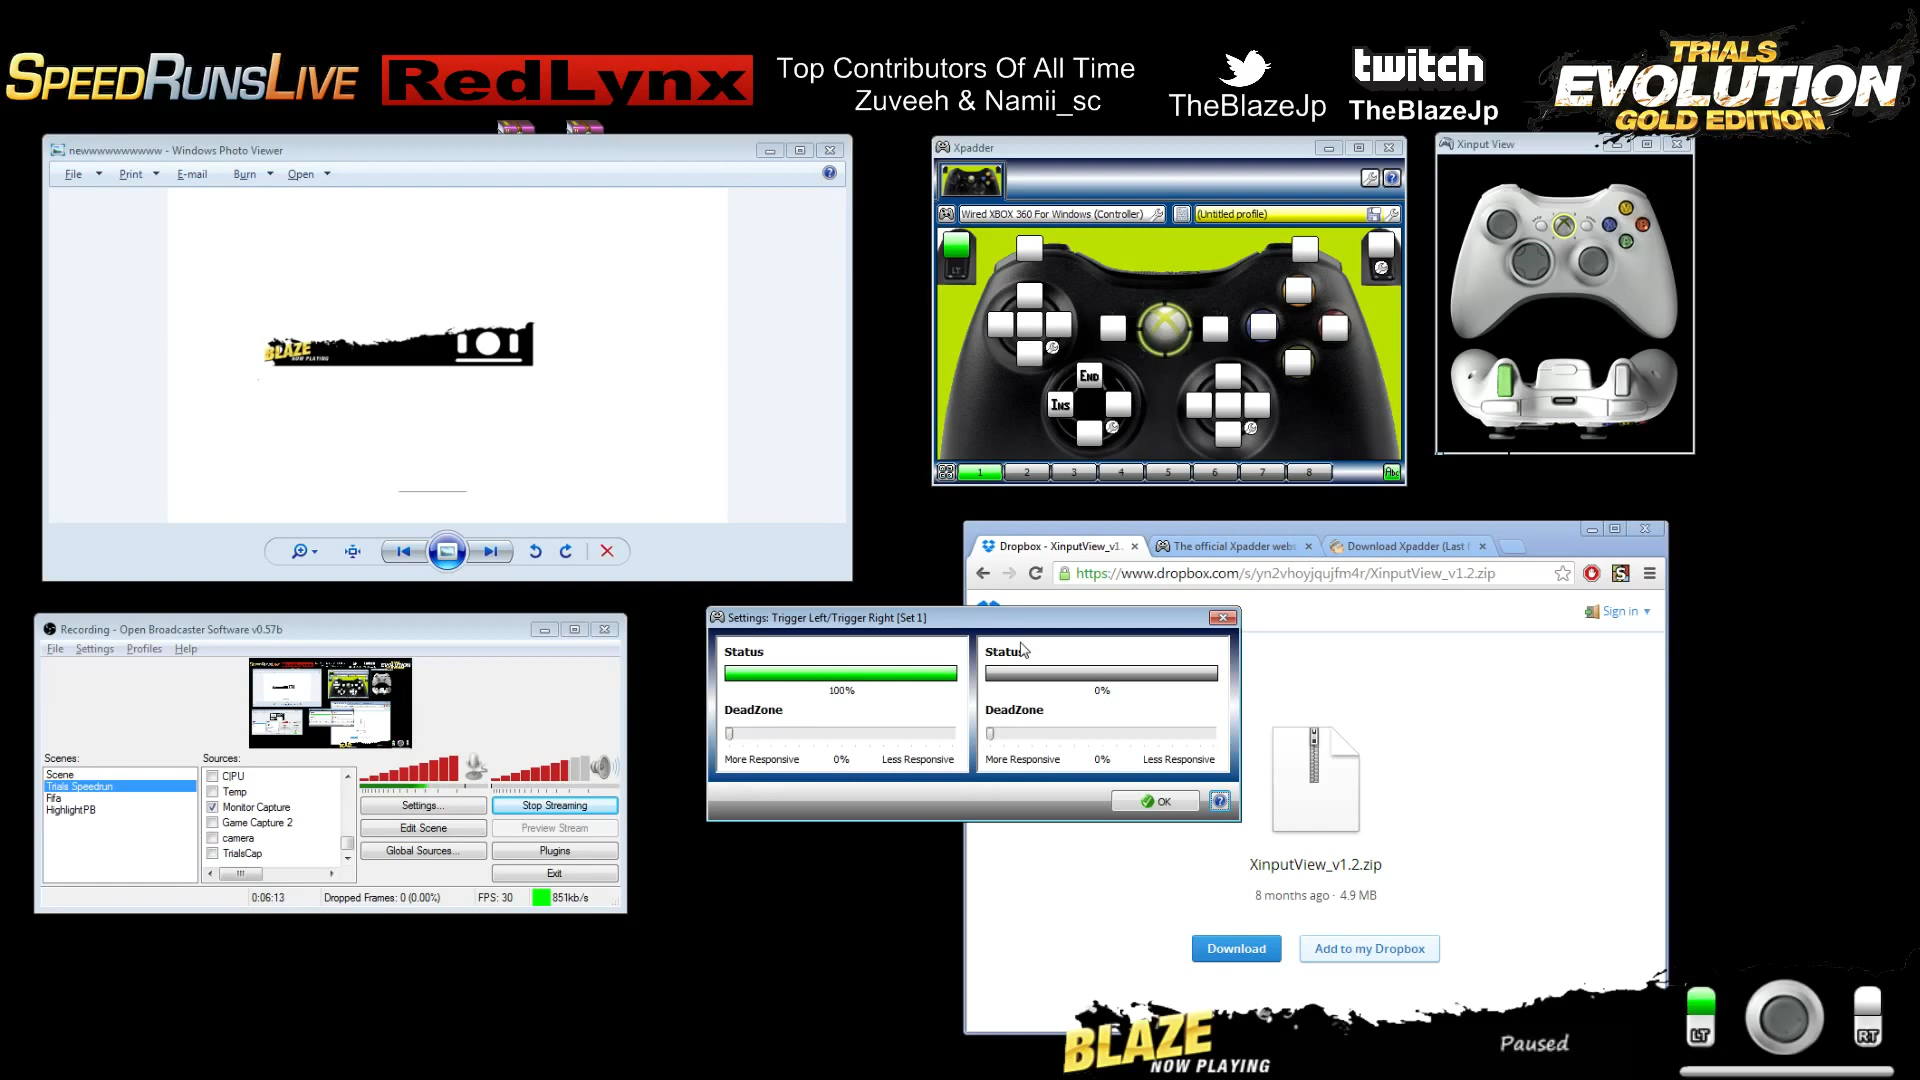 SPEEDRUNSLIVE
RedLynx
Top Contributors Of All Time
Zuveeh & Namii_sc
TheBlazeJp
twitch
TheBlazeJp
TRIALS
EVOLUTION
GOLD EDITION
newwwwwwwwwww - Windows Photo Viewer
File Print E-mail Burn Open
BLAZE
NOW PLAYING
Xpadder
Wired XBOX 360 For Windows (Controller)
(Untitled profile)
LT
END
INS
1 2 3 4 5 6 7 8
Abc
Xinput View
Recording - Open Broadcaster Software v0.57b
File Settings Profiles Help
Scenes:
Scene
Trials Speedrun
Fifa
HighlightPB
Sources:
C|PU
Temp
Monitor Capture
Game Capture 2
camera
TrialsCap
Settings...
Stop Streaming
Edit Scene
Preview Stream
Global Sources...
Plugins
Exit
0:06:13 Dropped Frames: 0 (0.00%) FPS: 30 851kb/s
Dropbox - XinputView_v1.
The official Xpadder webs
Download Xpadder (Last f
https://www.dropbox.com/s/yn2vhoyjqujfm4r/XinputView_v1.2.zip
Sign in
Settings: Trigger Left/Trigger Right [Set 1]
Status
100%
DeadZone
More Responsive 0% Less Responsive
Status
0%
DeadZone
More Responsive 0% Less Responsive
OK
XinputView_v1.2.zip
8 months ago · 4.9 MB
Download
Add to my Dropbox
BLAZE
NOW PLAYING
Paused
LT
RT